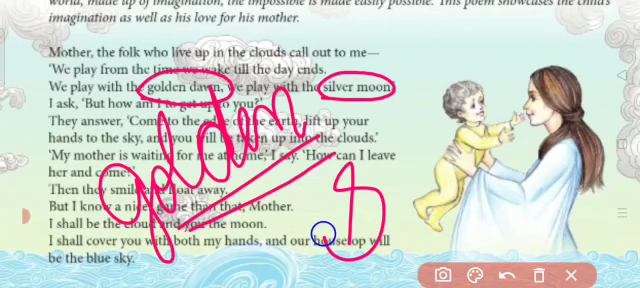 world, made up of imagination, the impossible is made easily possible. This poem showcases the child's
imagination as well as his love for his mother.
Mother, the folk who live up in the clouds call out to me—
'We play from the time we wake till the day ends.
We play with the golden dawn, we play with the silver moon.'
I ask, 'But how am I to get up to you?'
They answer, 'Come to the edge of the earth, lift up your
hands to the sky, and you will be taken up into the clouds.'
'My mother is waiting for me at home,' I say. 'How can I leave
her and come?'
Then they smile and float away.
But I know a nicer game than that, Mother.
I shall be the cloud and you the moon.
I shall cover you with both my hands, and our housetop will
be the blue sky.
golden